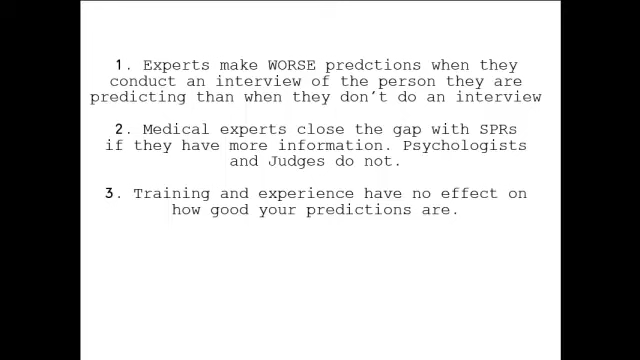 1. Experts make WORSE predctions when they
conduct an interview of the person they are
predicting than when they don't do an interview
2. Medical experts close the gap with SPRs
if they have more information. Psychologists
and Judges do not.
3. Training and experience have no effect on
how good your predictions are.